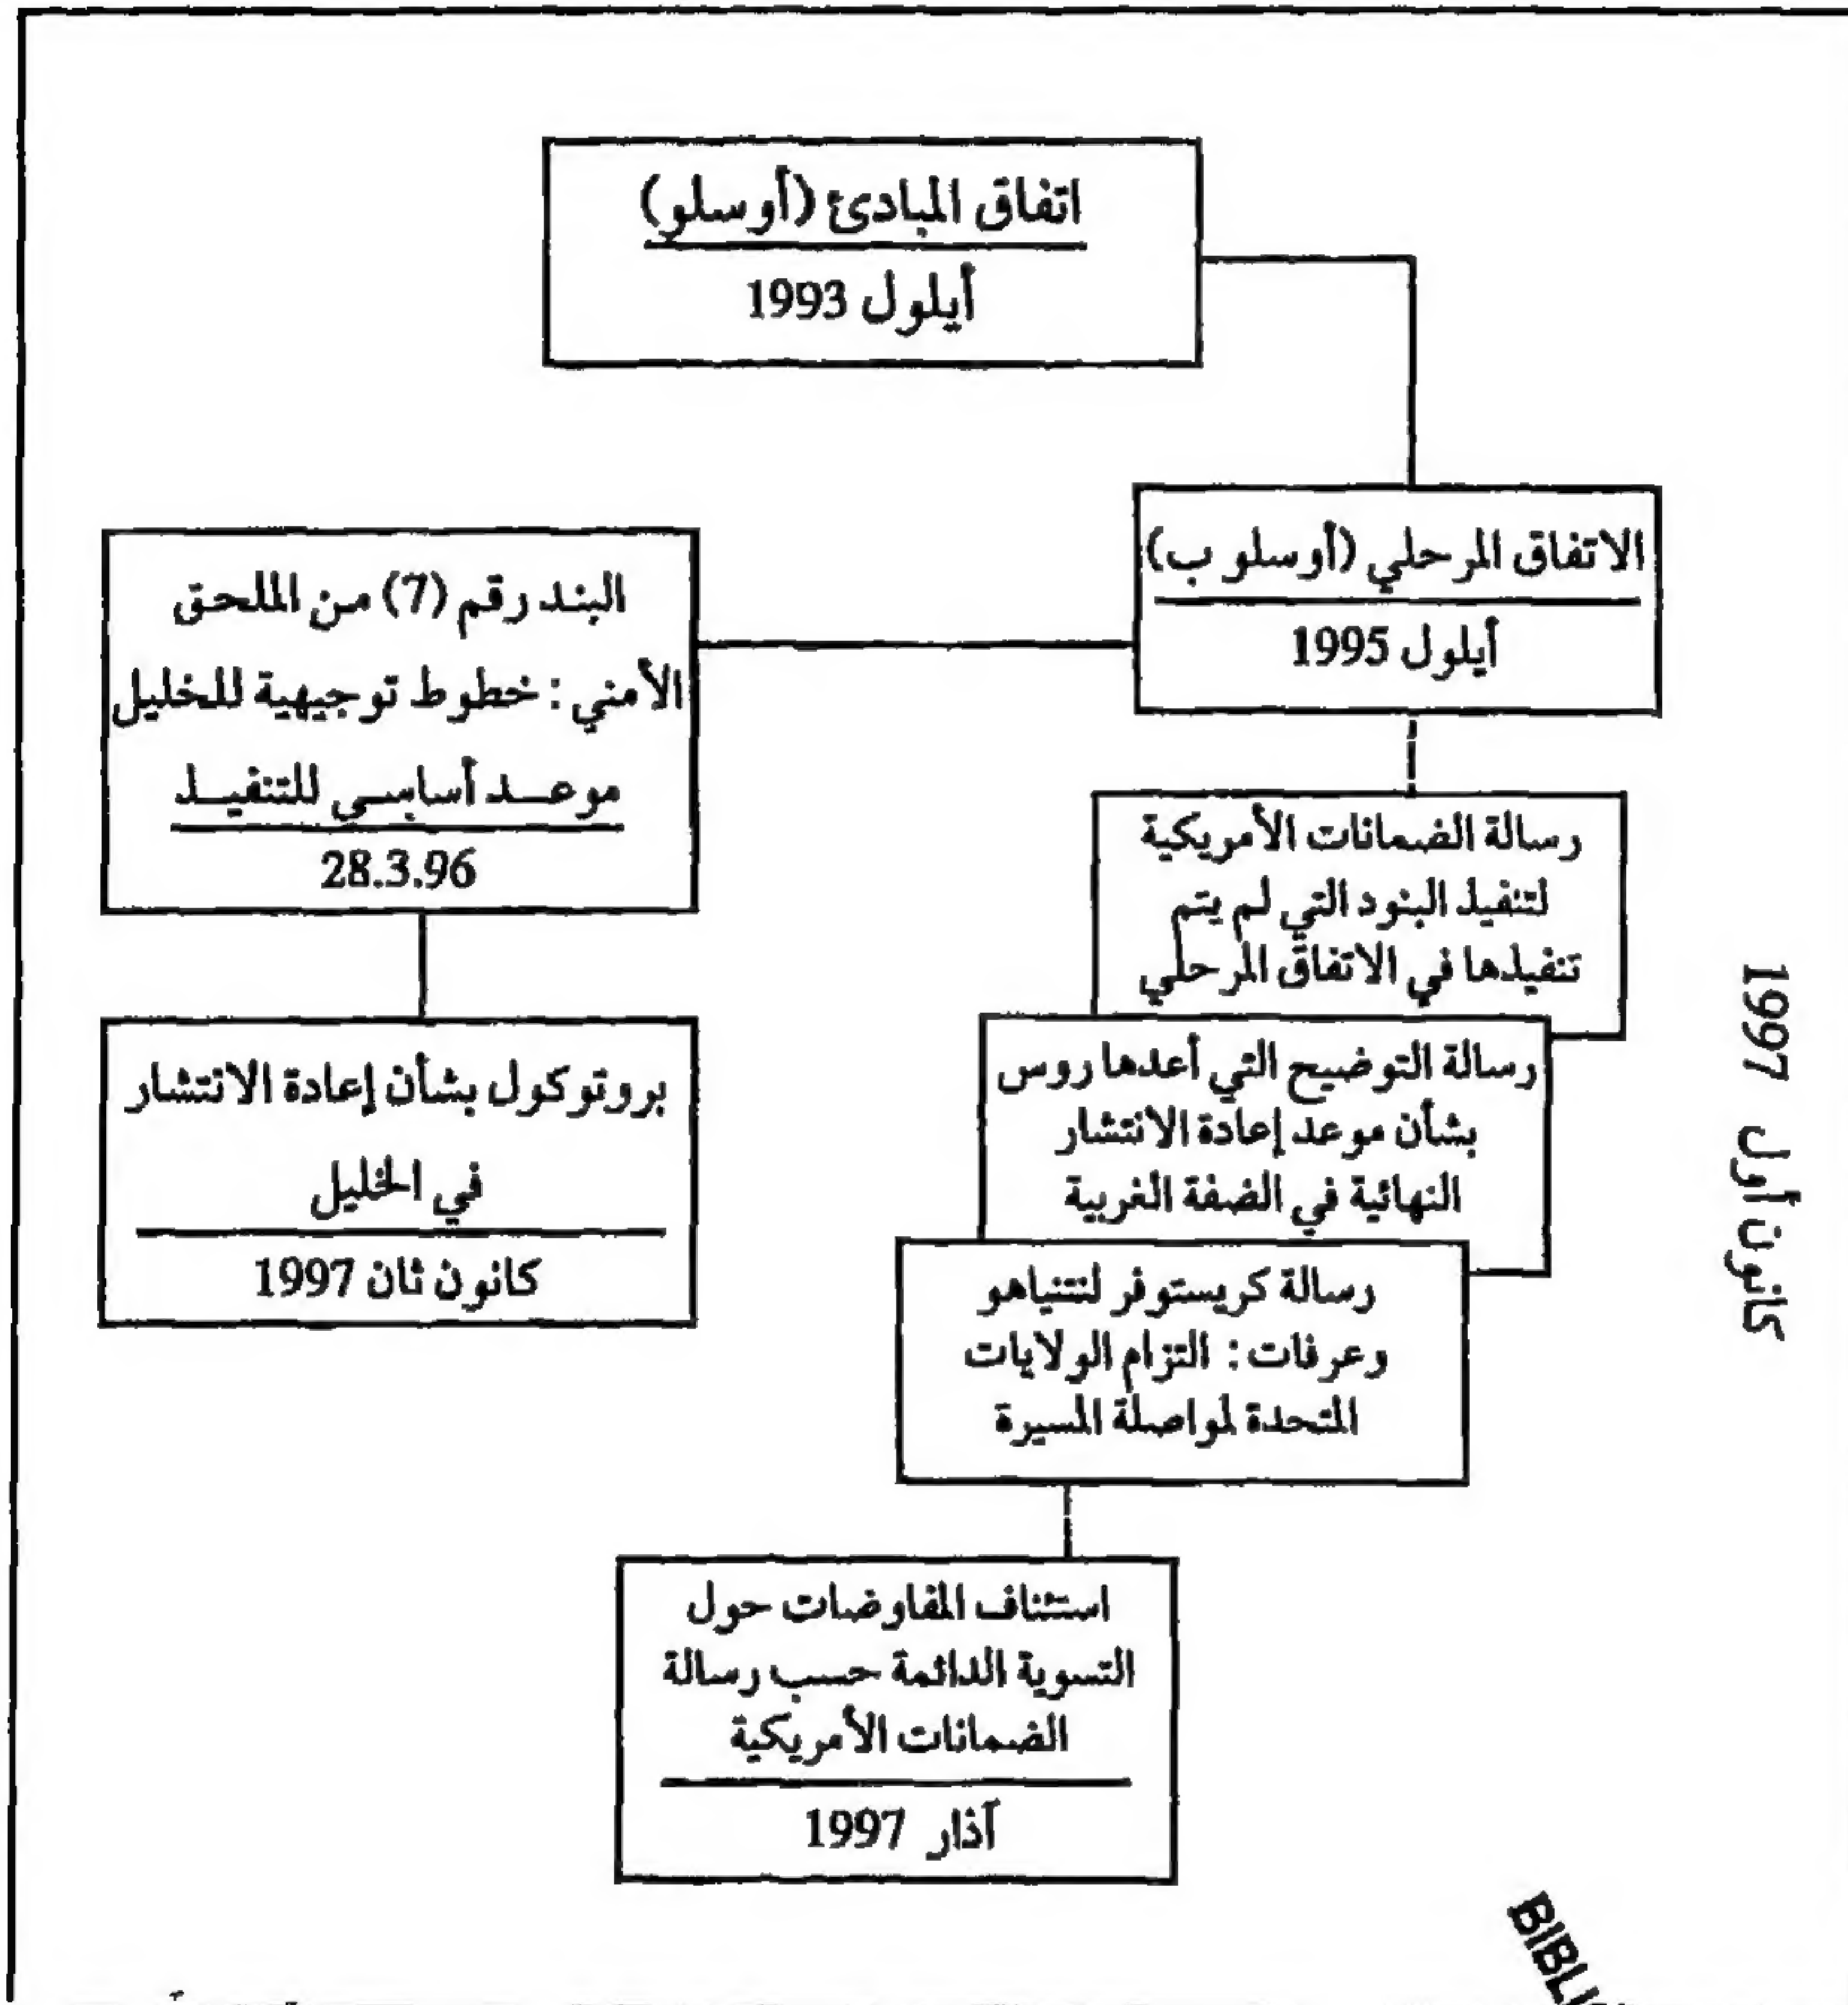 اتفاق المبادئ (أوسلو)
أيلول 1993
الاتفاق المرحلي (أوسلو ب)
أيلول 1995
البند رقم (7) من الملحق
الأمني : خطوط توجيهية للخليل
موعد أساسي للتنفيذ
28.3.96
رسالة الضمانات الأمريكية
لتنفيذ البنود التي لم يتم
تنفيذها في الاتفاق المرحلي
كانون أول 1997
بروتوكول بشأن إعادة الانتشار
في الخليل
كانون ثان 1997
رسالة التوضيح التي أعدها روس
بشأن موعد إعادة الانتشار
النهائية في الضفة الغربية
رسالة كريستوفر لنتنياهو
وعرفات : التزام الولايات
المتحدة لمواصلة المسيرة
استئناف المفاوضات حول
التسوية الدائمة حسب رسالة
الضمانات الأمريكية
آذار 1997